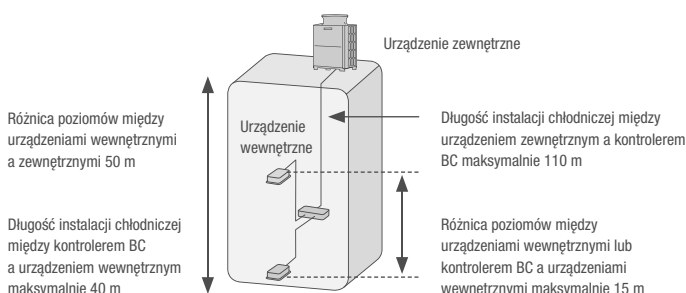 Urządzenie zewnętrzne
Różnica poziomów między
urządzeniami wewnętrznymi
a zewnętrznymi 50 m
Urządzenie
wewnętrzne
Długość instalacji chłodniczej między
urządzeniem zewnętrznym a kontrolerem
BC maksymalnie 110 m
Długość instalacji chłodniczej
między kontrolerem BC
a urządzeniem wewnętrznym
maksymalnie 40 m
Różnica poziomów między
urządzeniami wewnętrznymi lub
kontrolerem BC a urządzeniami
wewnętrznymi maksymalnie 15 m